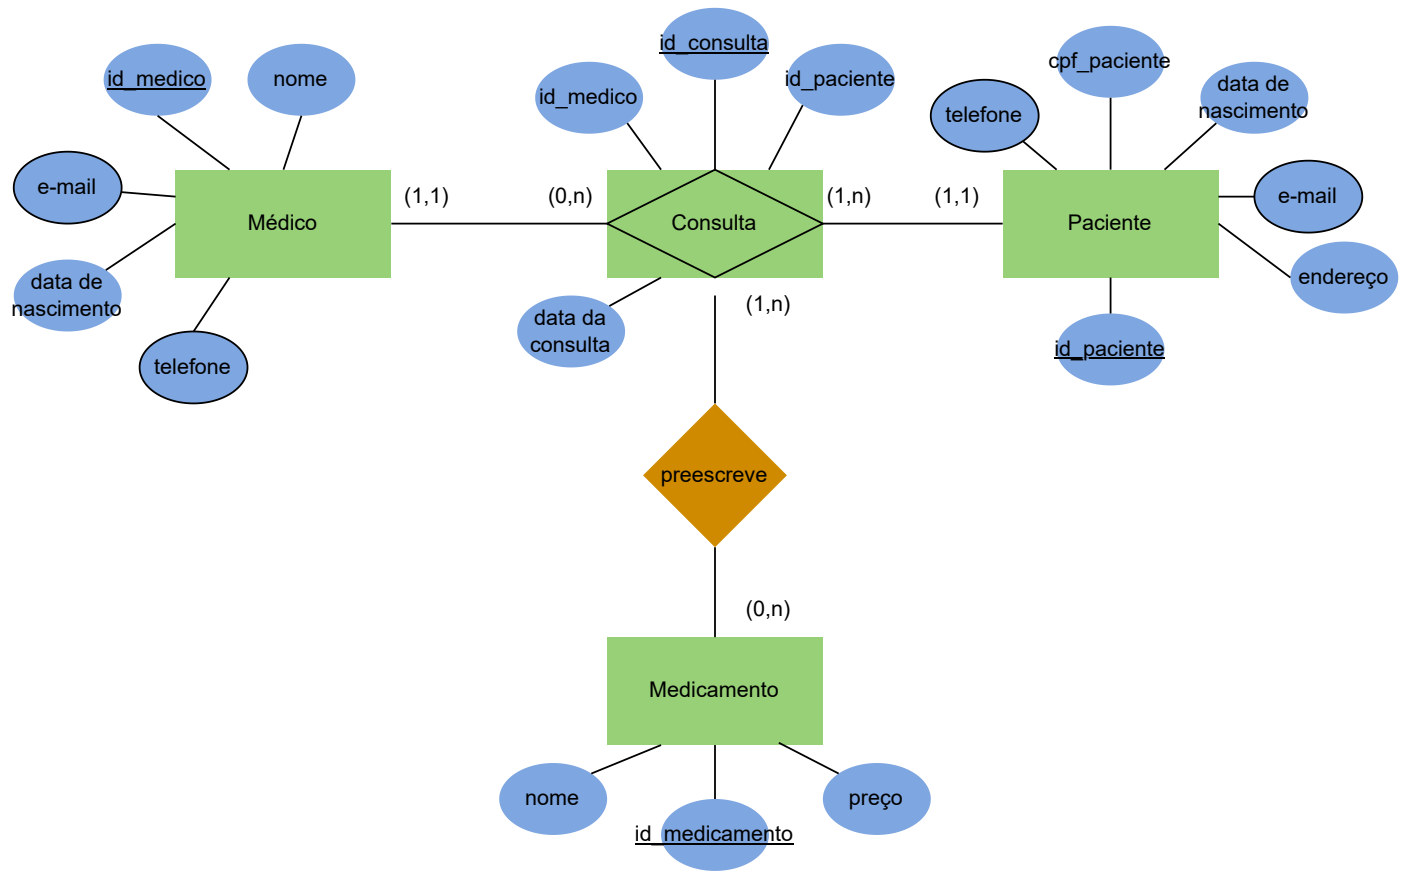 id_consulta
id_medico
nome
id_medico
id_paciente
cpf_paciente
telefone
data de
nascimento
e-mail
Médico
(1,1)
(0,n)
Consulta
(1,n)
(1,1)
Paciente
e-mail
data de
nascimento
telefone
data da
consulta
(1,n)
endereço
id_paciente
preescreve
(0,n)
Medicamento
nome
id_medicamento
preço